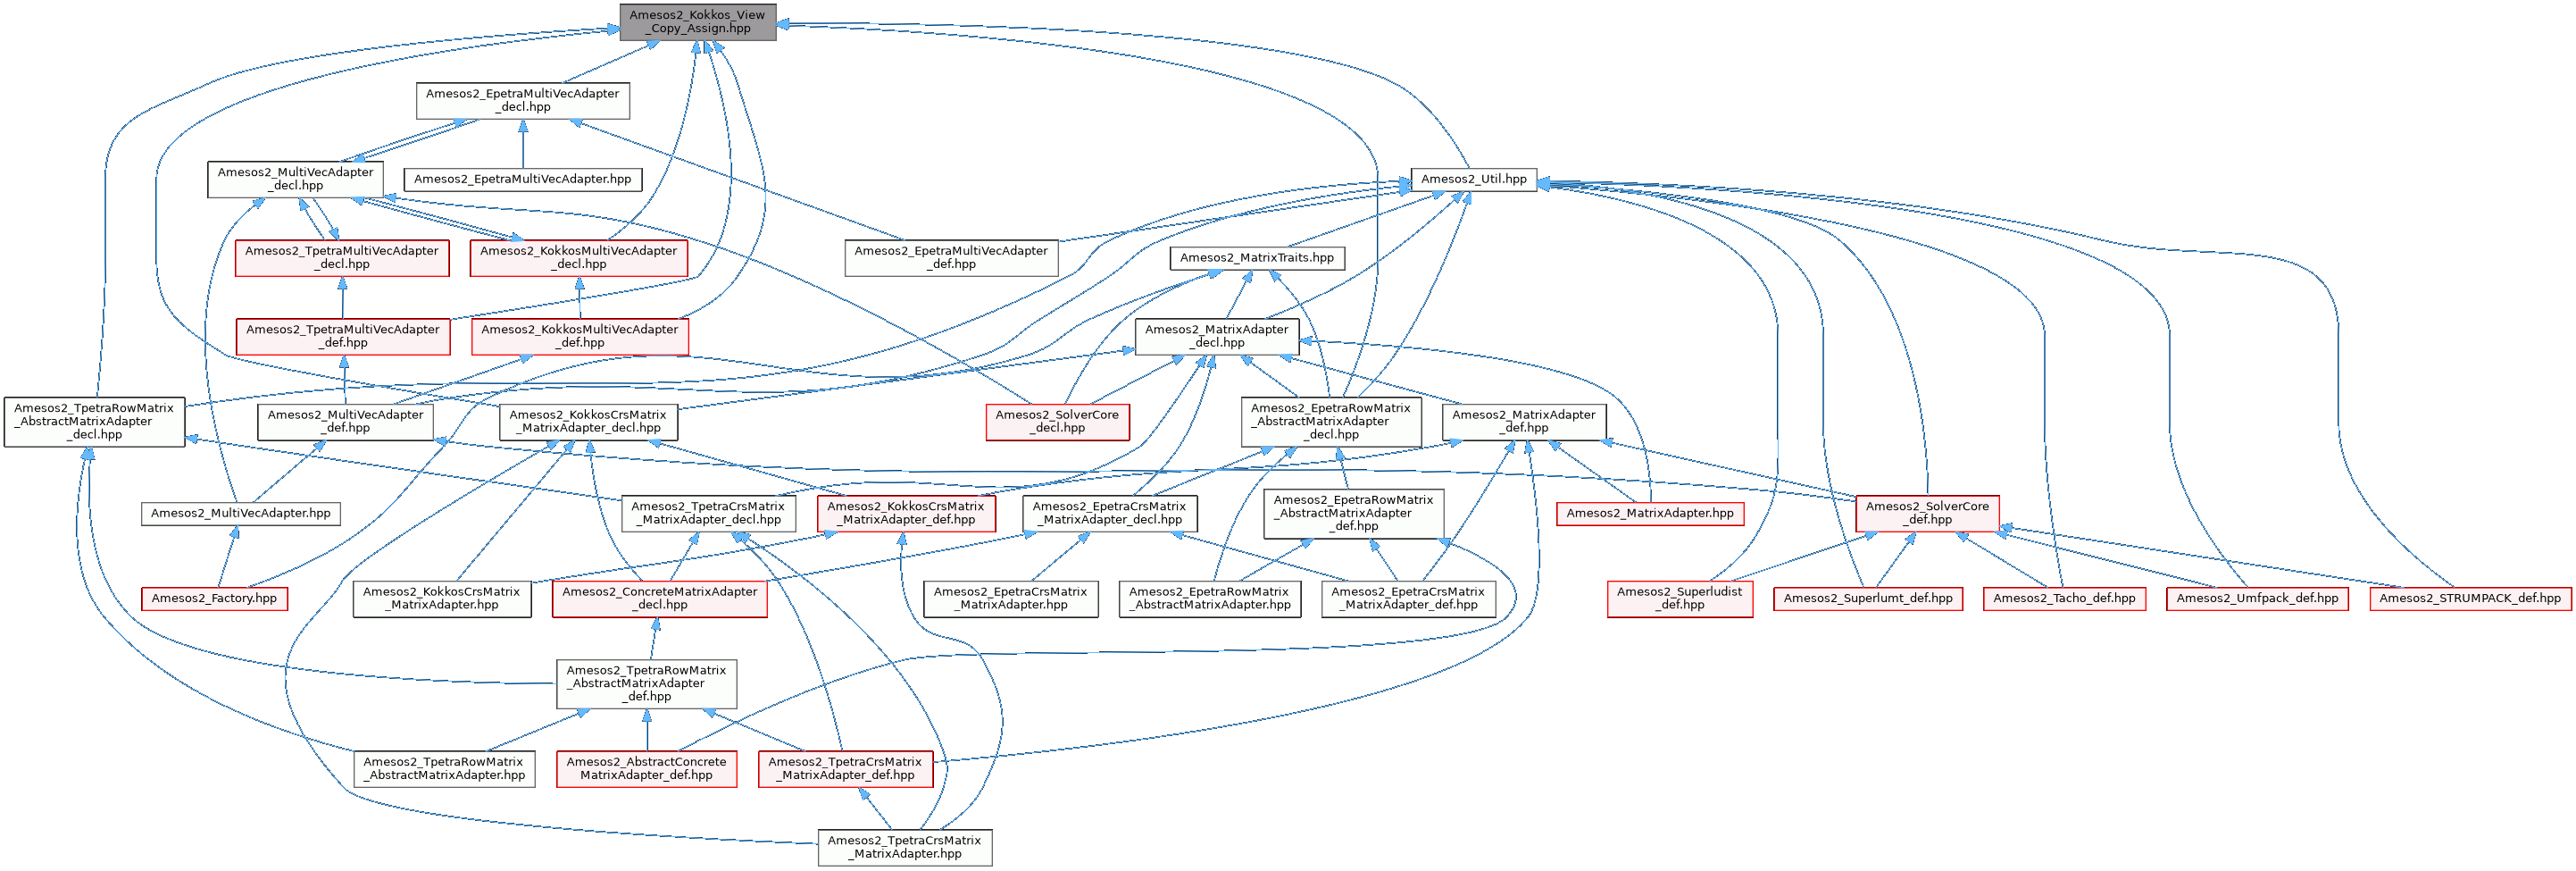 Amesos2_Kokkos_View
_Copy_Assign.hpp
Amesos2_EpetraMultiVecAdapter
_decl.hpp
Amesos2_MultiVecAdapter
_decl.hpp
Amesos2_EpetraMultiVecAdapter.hpp
Amesos2_Util.hpp
Amesos2_TpetraMultiVecAdapter
_decl.hpp
Amesos2_KokkosMultiVecAdapter
_decl.hpp
Amesos2_EpetraMultiVecAdapter
_def.hpp
Amesos2_MatrixTraits.hpp
Amesos2_TpetraMultiVecAdapter
_def.hpp
Amesos2_KokkosMultiVecAdapter
_def.hpp
Amesos2_MatrixAdapter
_decl.hpp
Amesos2_TpetraRowMatrix
_AbstractMatrixAdapter
_decl.hpp
Amesos2_MultiVecAdapter
_def.hpp
Amesos2_KokkosCrsMatrix
_MatrixAdapter_decl.hpp
Amesos2_SolverCore
_decl.hpp
Amesos2_EpetraRowMatrix
_AbstractMatrixAdapter
_decl.hpp
Amesos2_MatrixAdapter
_def.hpp
Amesos2_MultiVecAdapter.hpp
Amesos2_TpetraCrsMatrix
_MatrixAdapter_decl.hpp
Amesos2_KokkosCrsMatrix
_MatrixAdapter_def.hpp
Amesos2_EpetraCrsMatrix
_MatrixAdapter_decl.hpp
Amesos2_EpetraRowMatrix
_AbstractMatrixAdapter
_def.hpp
Amesos2_MatrixAdapter.hpp
Amesos2_SolverCore
_def.hpp
Amesos2_Factory.hpp
Amesos2_KokkosCrsMatrix
_MatrixAdapter.hpp
Amesos2_ConcreteMatrixAdapter
_decl.hpp
Amesos2_EpetraCrsMatrix
_MatrixAdapter.hpp
Amesos2_EpetraRowMatrix
_AbstractMatrixAdapter.hpp
Amesos2_EpetraCrsMatrix
_MatrixAdapter_def.hpp
Amesos2_Superludist
_def.hpp
Amesos2_Superlumt_def.hpp
Amesos2_Tacho_def.hpp
Amesos2_Umfpack_def.hpp
Amesos2_STRUMPACK_def.hpp
Amesos2_TpetraRowMatrix
_AbstractMatrixAdapter
_def.hpp
Amesos2_TpetraRowMatrix
_AbstractMatrixAdapter.hpp
Amesos2_AbstractConcrete
MatrixAdapter_def.hpp
Amesos2_TpetraCrsMatrix
_MatrixAdapter_def.hpp
Amesos2_TpetraCrsMatrix
_MatrixAdapter.hpp